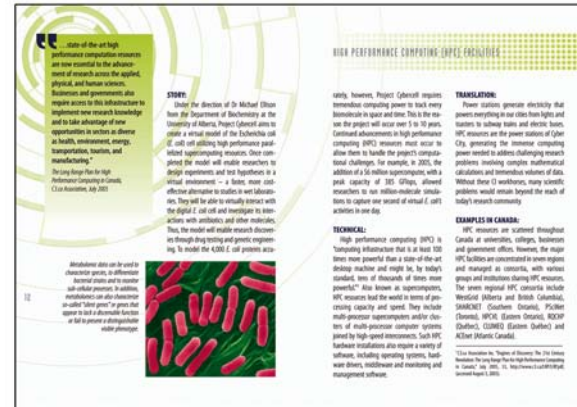 HIGH PERFORMANCE COMPUTING (HPC) FACILITIES
“ ...state-of-the-art high
performance computation resources
are now essential to the advance-
ment of research across the applied,
physical, and human sciences.
Businesses and governments also
require access to this infrastructure to
implement new research knowledge
and to take advantage of new
opportunities in sectors as diverse
as health, environment, energy,
transportation, tourism, and
manufacturing."
The Long Range Plan for High
Performance Computing in Canada,
C3.ca Association, July 2005
Metabolomic data can be used to
characterize species, to differentiate
bacterial strains and to monitor
sub-cellular processes. In addition,
metabolomics can also characterize
so-called "silent genes" or genes that
appear to lack a discernable function
or fail to present a distinguishable
visible phenotype.
STORY:
Under the direction of Dr Michael Ellison
from the Department of Biochemistry at the
University of Alberta, Project Cybercell aims to
create a virtual model of the Escherichia coli
(E. coli) cell utilizing high performance paral-
lelized supercomputing resources. Once com-
pleted the model will enable researchers to
design experiments and test hypotheses in a
virtual environment – a faster, more cost-
effective alternative to studies in wet laborato-
ries. They will be able to virtually interact with
the digital E. coli cell and investigate its inter-
actions with antibiotics and other molecules.
Thus, the model will enable research discover-
ies through drug testing and genetic engineer-
ing. To model the 4,000 E. coli proteins accu-
rately, however, Project Cybercell requires
tremendous computing power to track every
biomolecule in space and time. This is the rea-
son the project will occur over 5 to 10 years.
Continued advancements in high performance
computing (HPC) resources must occur to
allow them to handle the project's computa-
tional challenges. For example, in 2005, the
addition of a $6 million supercomputer, with a
peak capacity of 385 GFlops, allowed
researchers to run million-molecule simula-
tions to capture one second of virtual E. coli's
activities in one day.
TECHNICAL:
High performance computing (HPC) is
"computing infrastructure that is at least 100
times more powerful than a state-of-the-art
desktop machine and might be, by today's
standard, tens of thousands of times more
powerful." Also known as supercomputers,
HPC resources lead the world in terms of pro-
cessing capacity and speed. They include
multi-processor supercomputers and/or clus-
ters of multi-processor computer systems
joined by high-speed interconnects. Such HPC
hardware installations also require a variety of
software, including operating systems, hard-
ware drivers, middleware and monitoring and
management software.
TRANSLATION:
Power stations generate electricity that
powers everything in our cities from lights and
toasters to subway trains and electric buses.
HPC resources are the power stations of Cyber
City, generating the immense computing
power needed to address challenging research
problems involving complex mathematical
calculations and tremendous volumes of data.
Without these CI workhorses, many scientific
problems would remain beyond the reach of
today's research community.
EXAMPLES IN CANADA:
HPC resources are scattered throughout
Canada at universities, colleges, businesses
and government offices. However, the major
HPC facilities are concentrated in seven regions
and managed as consortia, with various
groups and institutions sharing HPC resources.
The seven regional HPC consortia include
WestGrid (Alberta and British Columbia),
SHARCNET (Southern Ontario), PSciNet
(Toronto), HPCVL (Eastern Ontario), RQCHP
(Québec), CLUMEQ (Eastern Québec) and
ACEnet (Atlantic Canada).